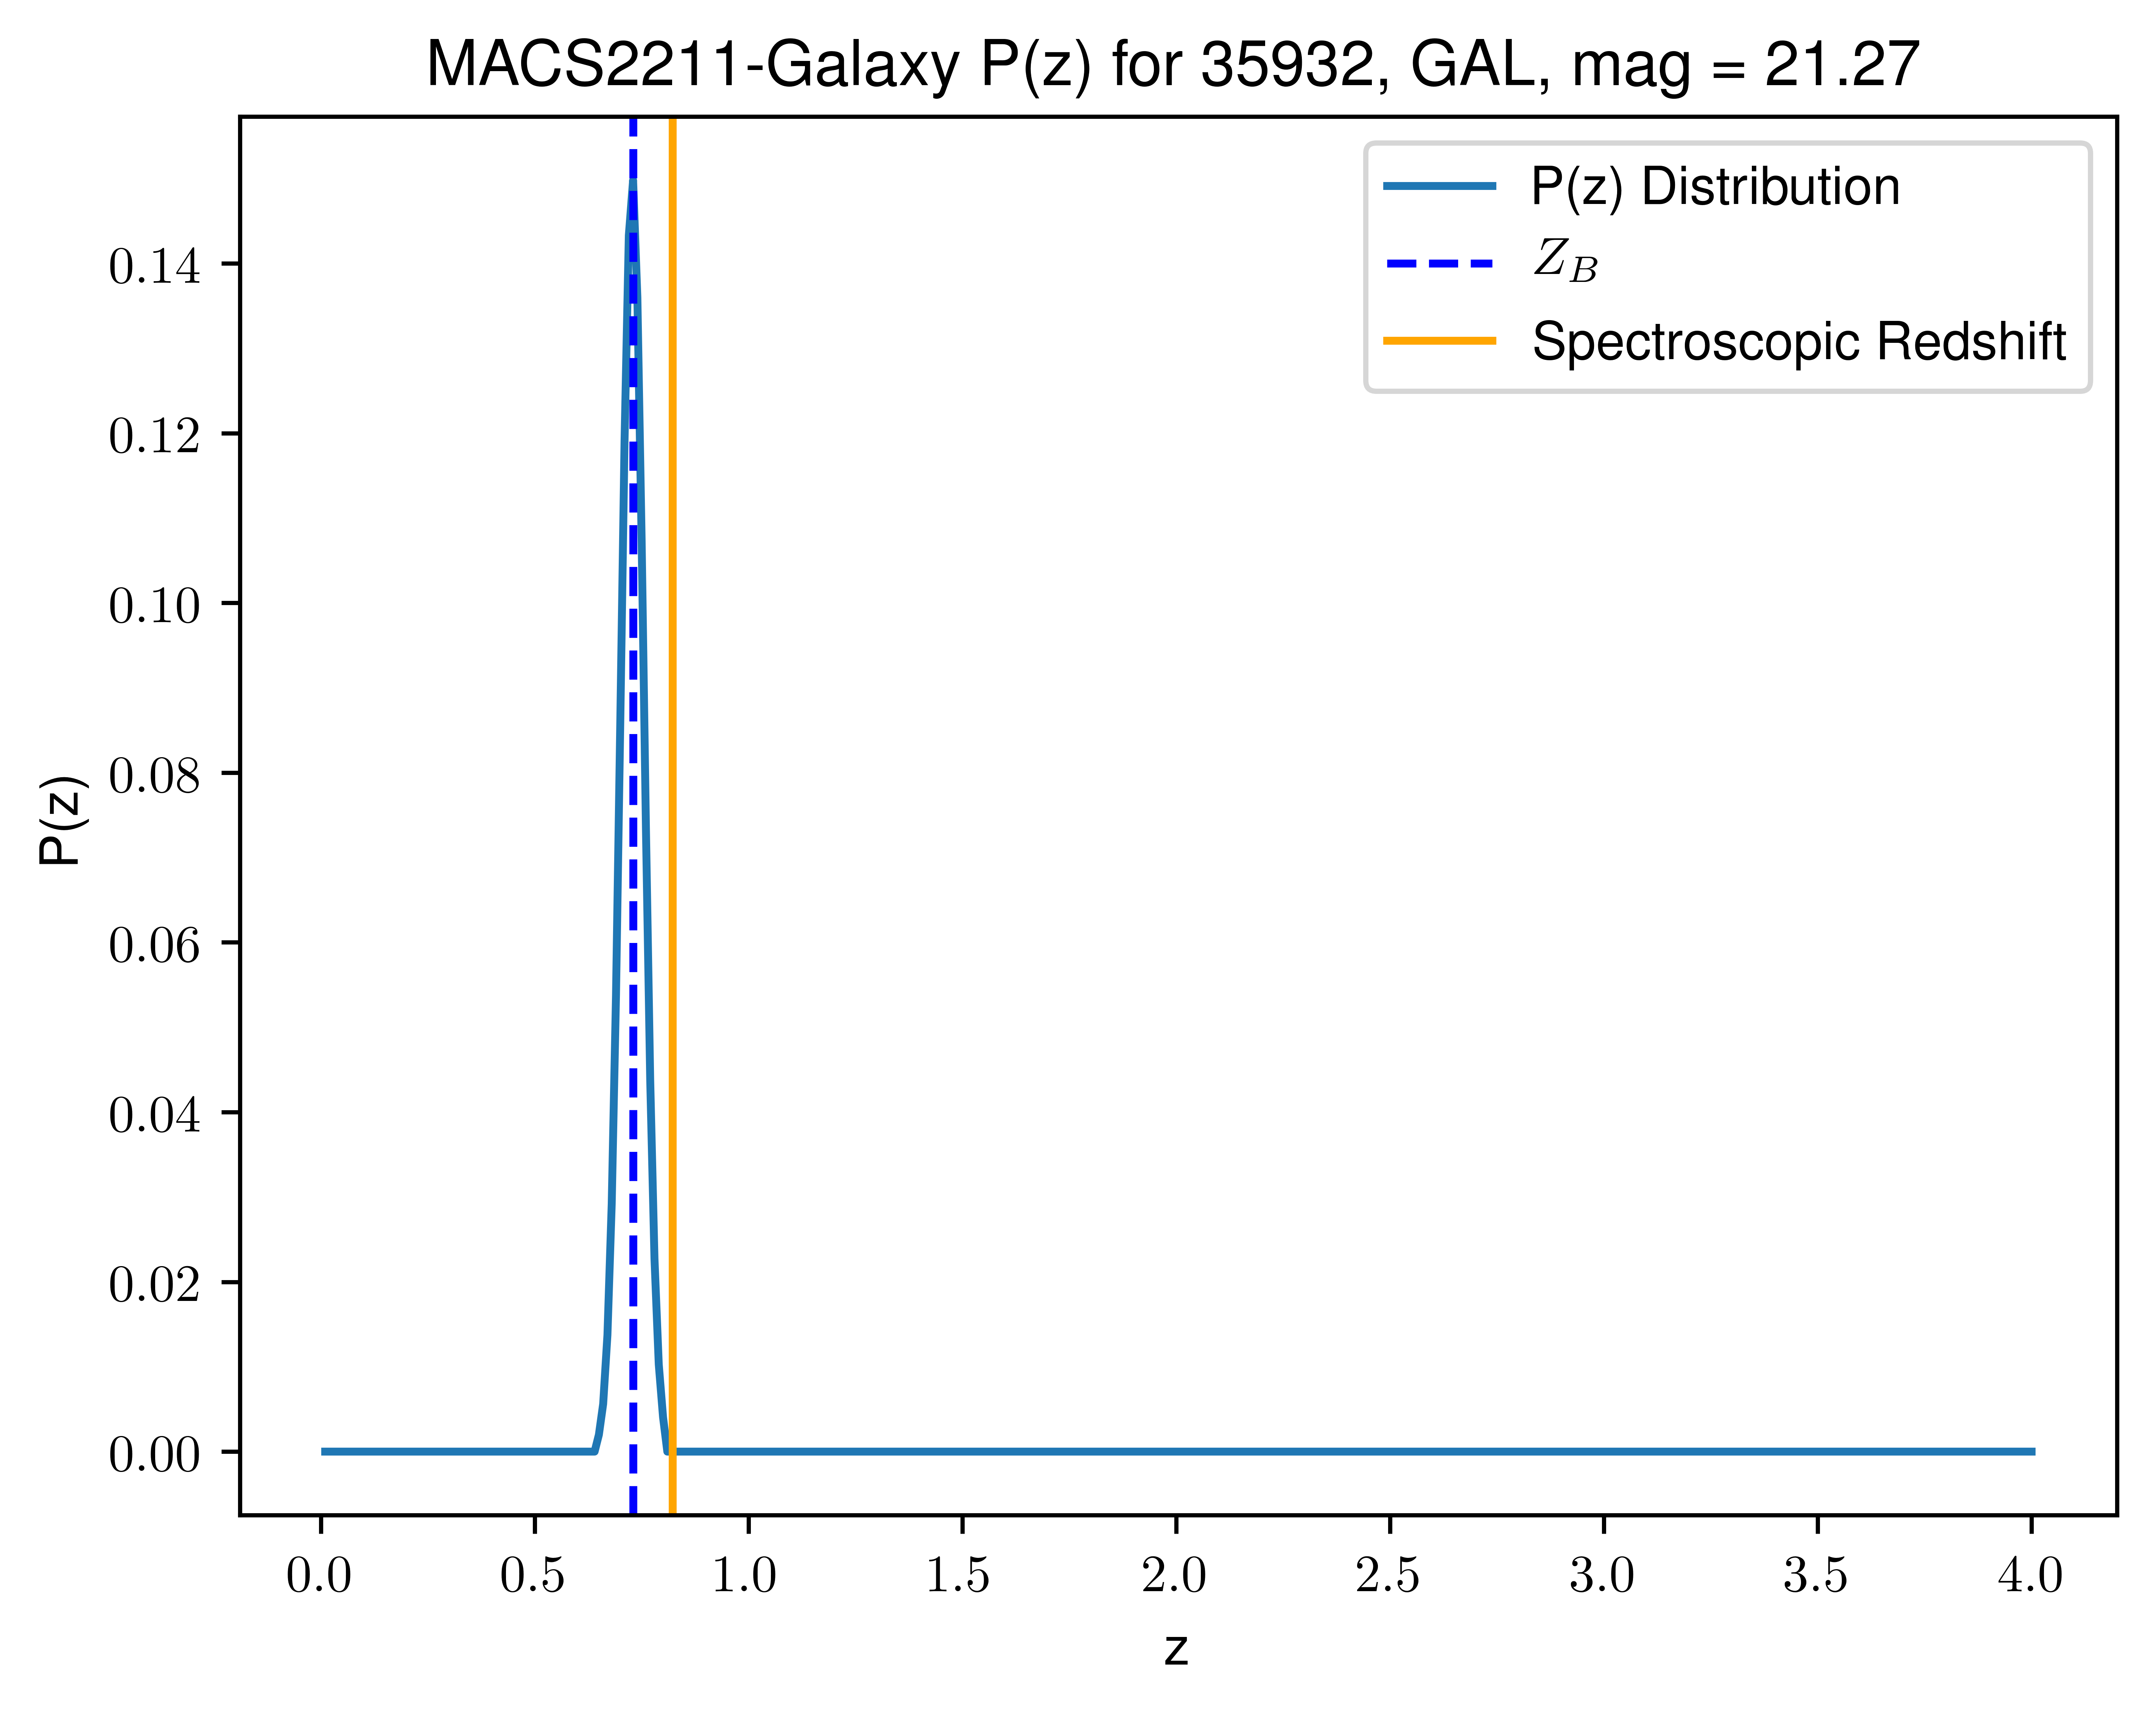 MACS2211-Galaxy P(z) for 35932, GAL, mag = 21.27
P(z) Distribution
Z_B
Spectroscopic Redshift
P(z)
0.14
0.12
0.10
0.08
0.06
0.04
0.02
0.00
0.0 0.5 1.0 1.5 2.0 2.5 3.0 3.5 4.0
z